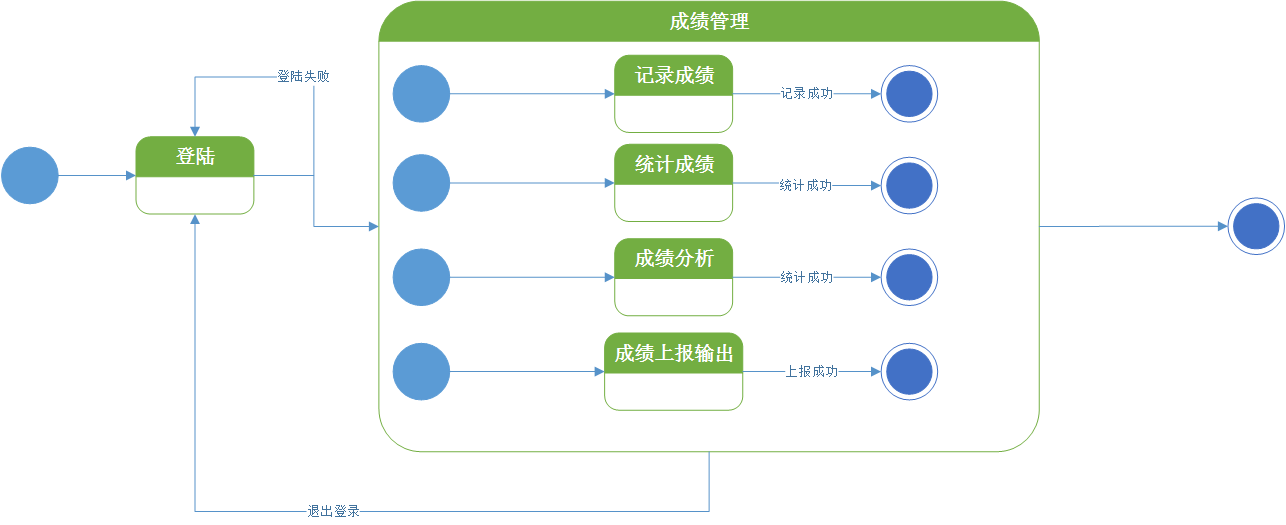 成绩管理
登陆失败
记录成绩
记录成功
登陆
统计成绩
统计成功
成绩分析
统计成功
成绩上报输出
上报成功
退出登录